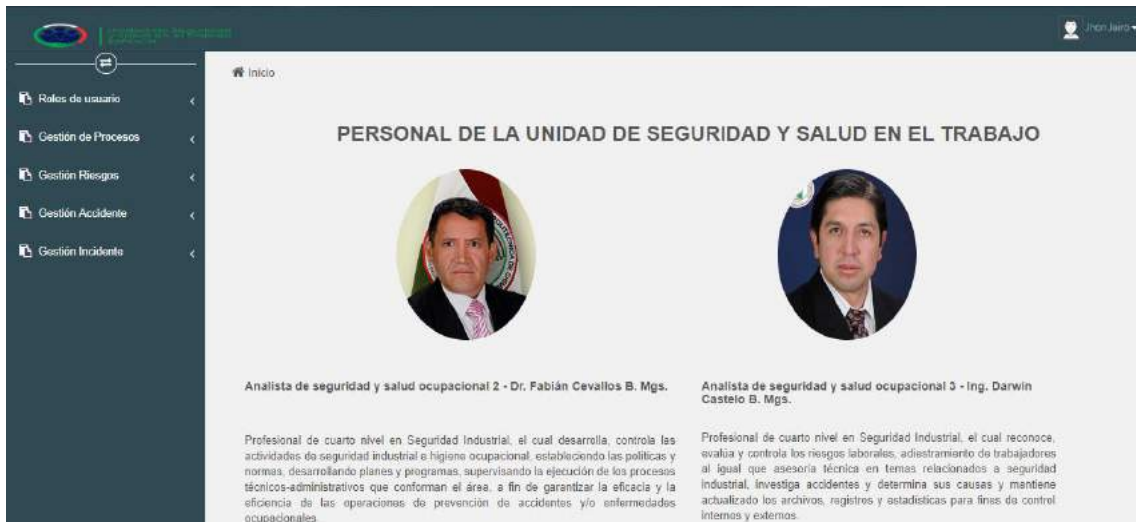 Jhon Jairo
Inicio
Roles de usuario
Gestión de Procesos
Gestión Riesgos
Gestión Accidente
Gestión Incidente
PERSONAL DE LA UNIDAD DE SEGURIDAD Y SALUD EN EL TRABAJO
Analista de seguridad y salud ocupacional 2 - Dr. Fabián Cevallos B. Mgs.
Profesional de cuarto nivel en Seguridad Industrial, el cual desarrolla, controla las
actividades de seguridad industrial e higiene ocupacional, estableciendo las políticas y
normas, desarrollando planes y programas, supervisando la ejecución de los procesos
técnicos-administrativos que conforman el área, a fin de garantizar la eficacia y la
eficiencia de las operaciones de prevención de accidentes y/o enfermedades
ocupacionales.
Analista de seguridad y salud ocupacional 3 - Ing. Darwin
Castelo B. Mgs.
Profesional de cuarto nivel en Seguridad Industrial, el cual reconoce,
evalúa y controla los riesgos laborales, adiestramiento de trabajadores
al igual que asesoría técnica en temas relacionados a seguridad
industrial, investiga accidentes y determina sus causas y mantiene
actualizado los archivos, registros y estadísticas para fines de control
internos y externos.